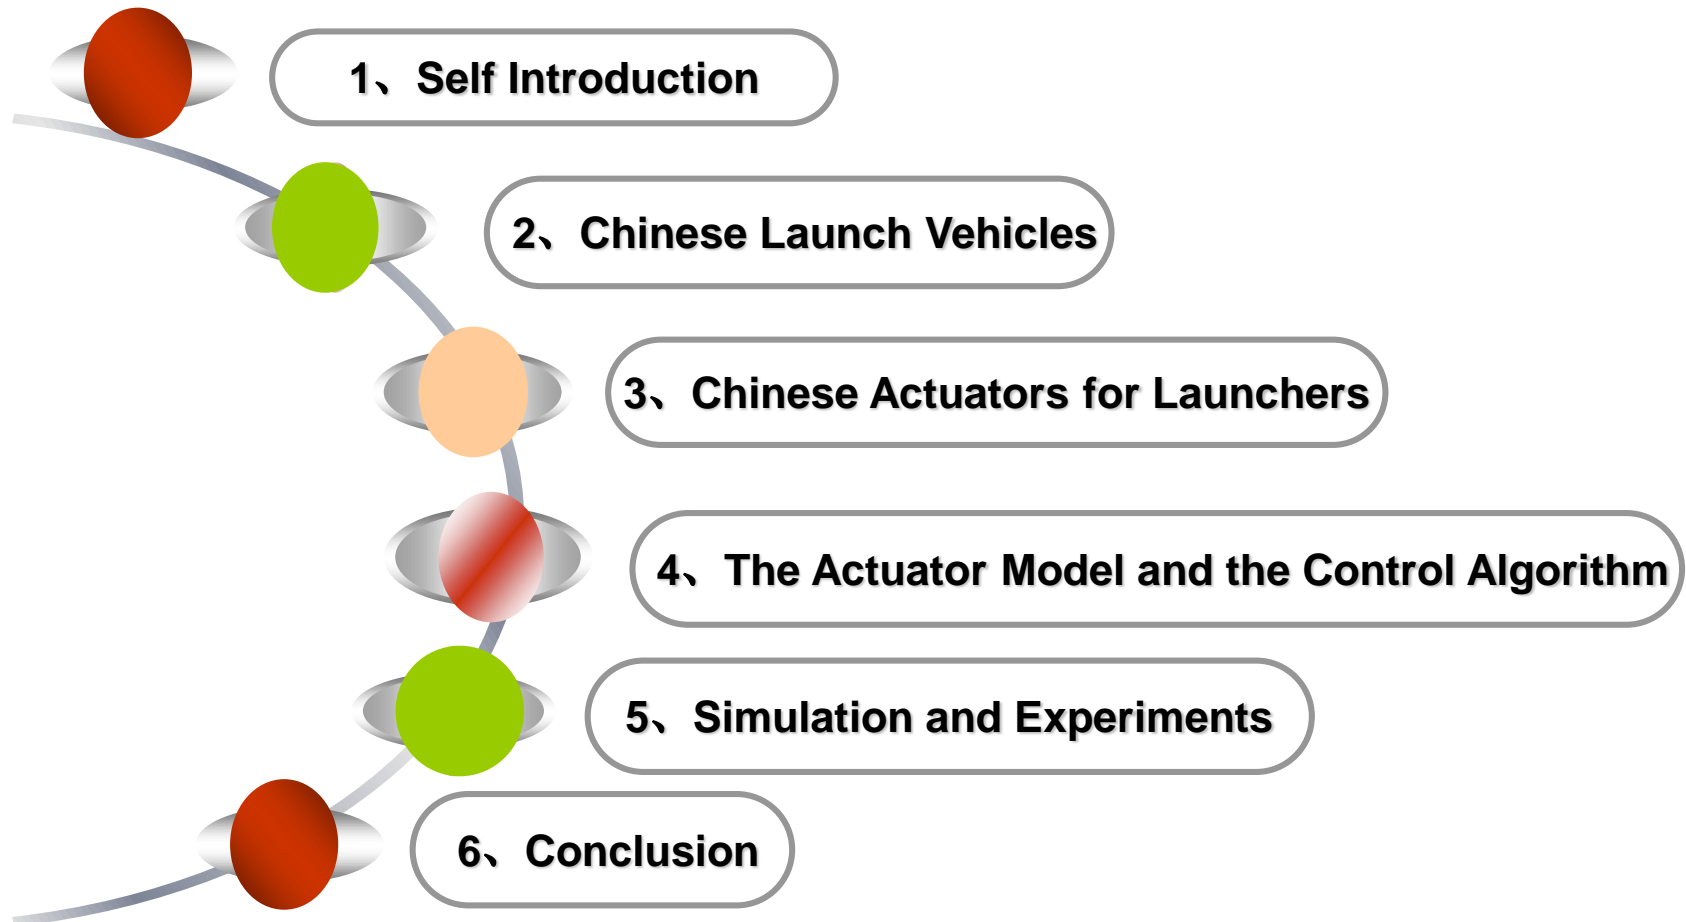 1、Self Introduction
2、Chinese Launch Vehicles
3、Chinese Actuators for Launchers
4、The Actuator Model and the Control Algorithm
5、Simulation and Experiments
6、Conclusion